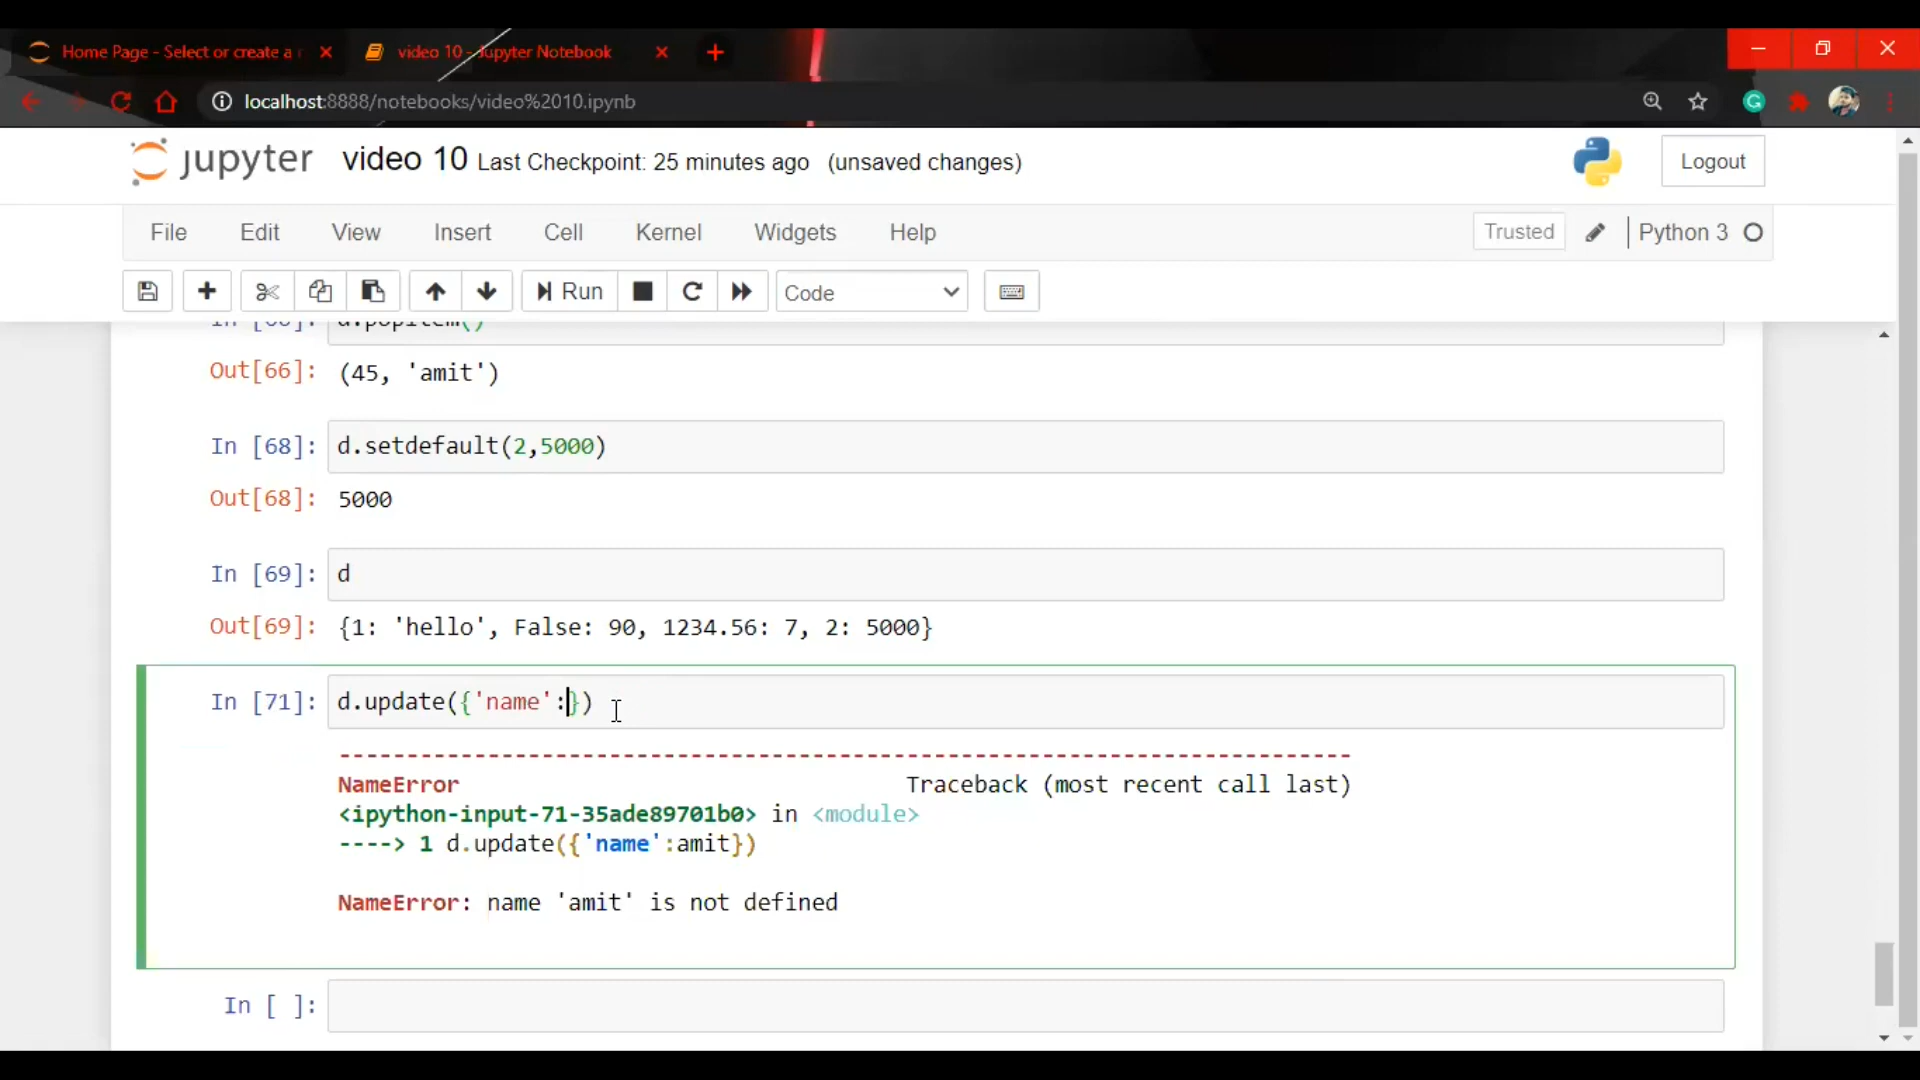 Home Page - Select or create a n
video 10 - Jupyter Notebook
localhost:8888/notebooks/video%2010.ipynb
jupyter video 10 Last Checkpoint: 25 minutes ago (unsaved changes)
Logout
File Edit View Insert Cell Kernel Widgets Help
Trusted Python 3
Run Code
In [66]: d.popitem()
Out[66]: (45, 'amit')
In [68]: d.setdefault(2,5000)
Out[68]: 5000
In [69]: d
Out[69]: {1: 'hello', False: 90, 1234.56: 7, 2: 5000}
In [71]: d.update({'name':})
---------------------------------------------------------------------------
NameError Traceback (most recent call last)
<ipython-input-71-35ade89701b0> in <module>
----> 1 d.update({'name':amit})
NameError: name 'amit' is not defined
In [ ]: